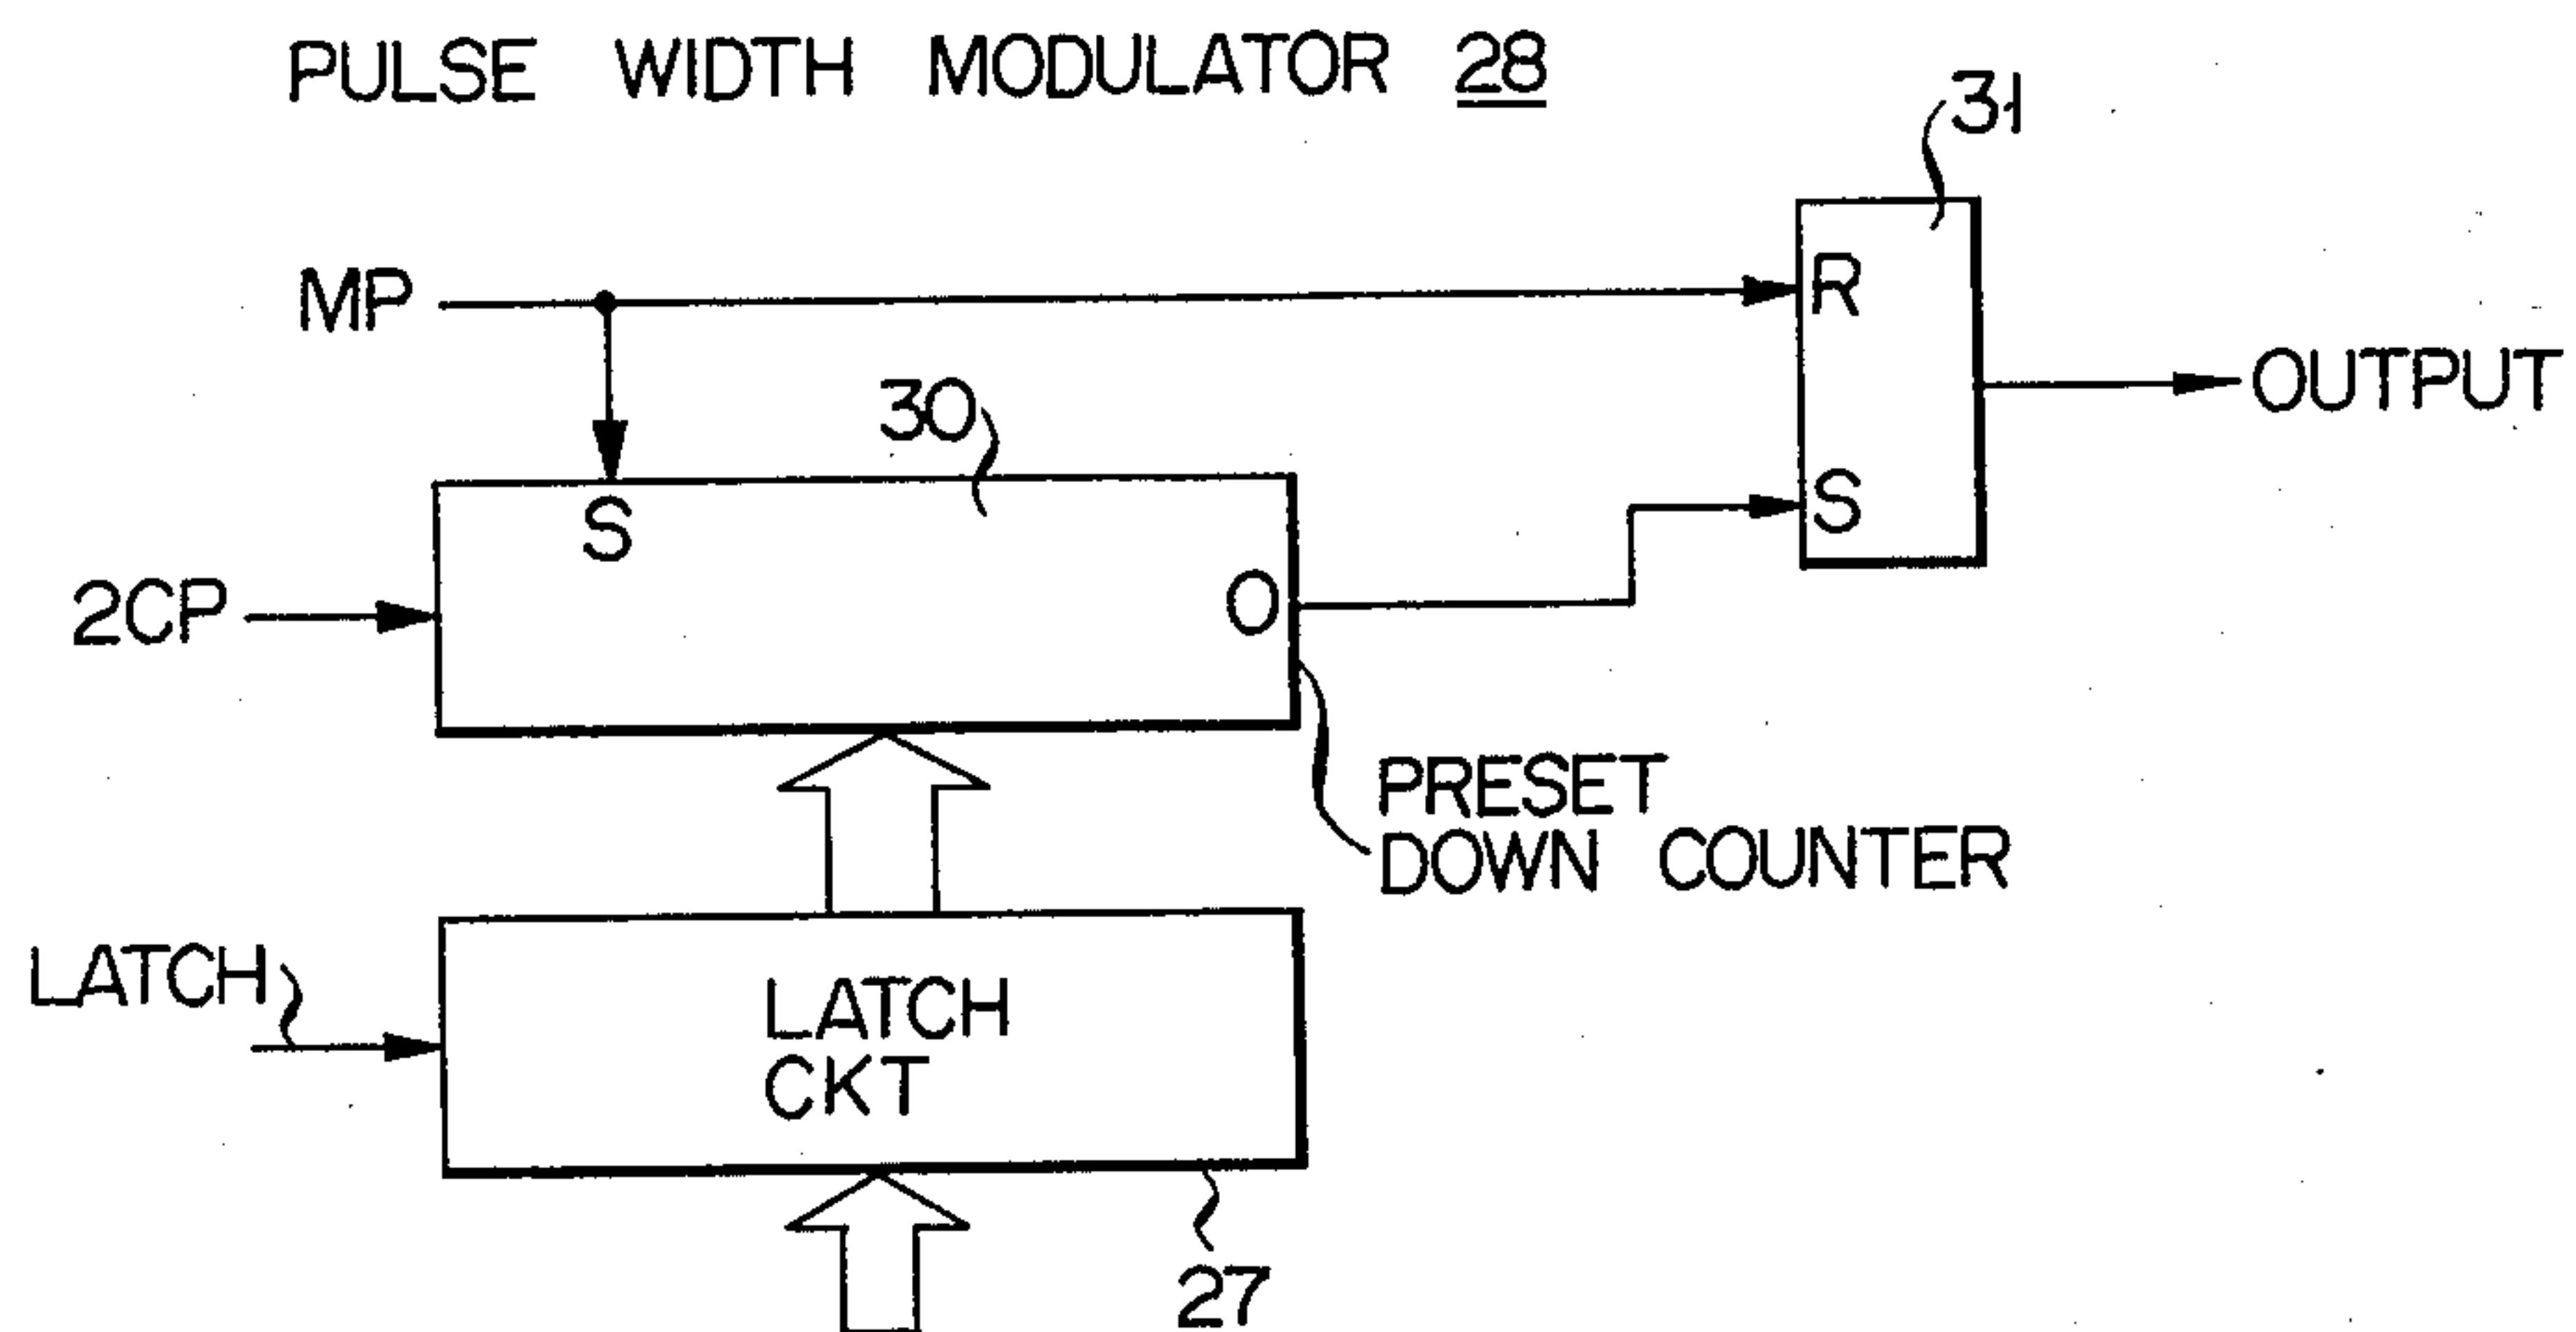 PULSE WIDTH MODULATOR 28
31
MP
R
30
OUTPUT
S
S
2CP
O
PRESET
DOWN COUNTER
LATCH
LATCH
CKT
27